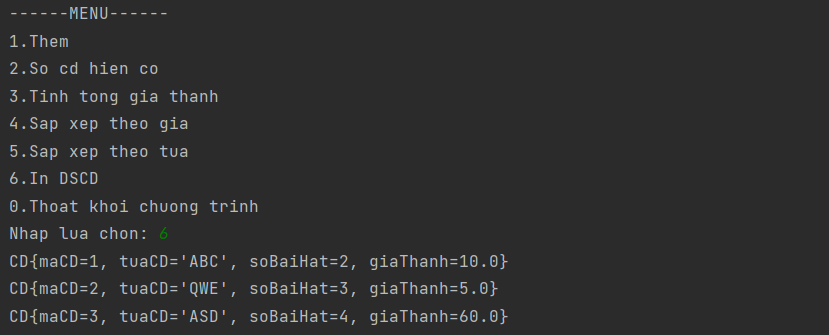 ------MENU------
1.Them
2.So cd hien co
3.Tinh tong gia thanh
4.Sap xep theo gia
5.Sap xep theo tua
6.In DSCD
0.Thoat khoi chuong trinh
Nhap lua chon: 6
CD{maCD=1, tuaCD='ABC', soBaiHat=2, giaThanh=10.0}
CD{maCD=2, tuaCD='QWE', soBaiHat=3, giaThanh=5.0}
CD{maCD=3, tuaCD='ASD', soBaiHat=4, giaThanh=60.0}